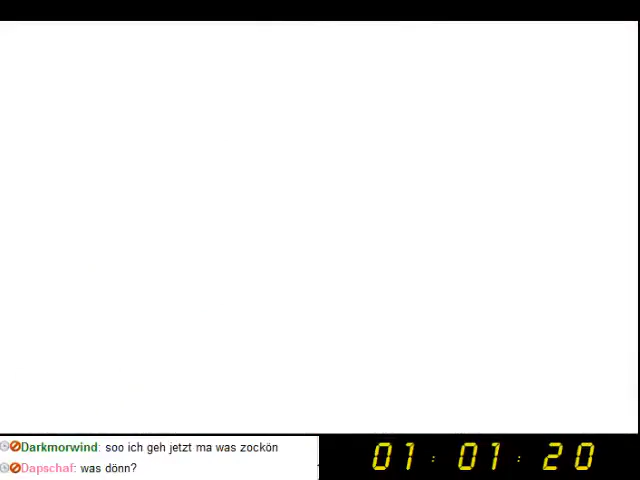 Darkmorwind: soo ich geh jetzt ma was zockön
Dapschaf: was dönn?
01:01:20